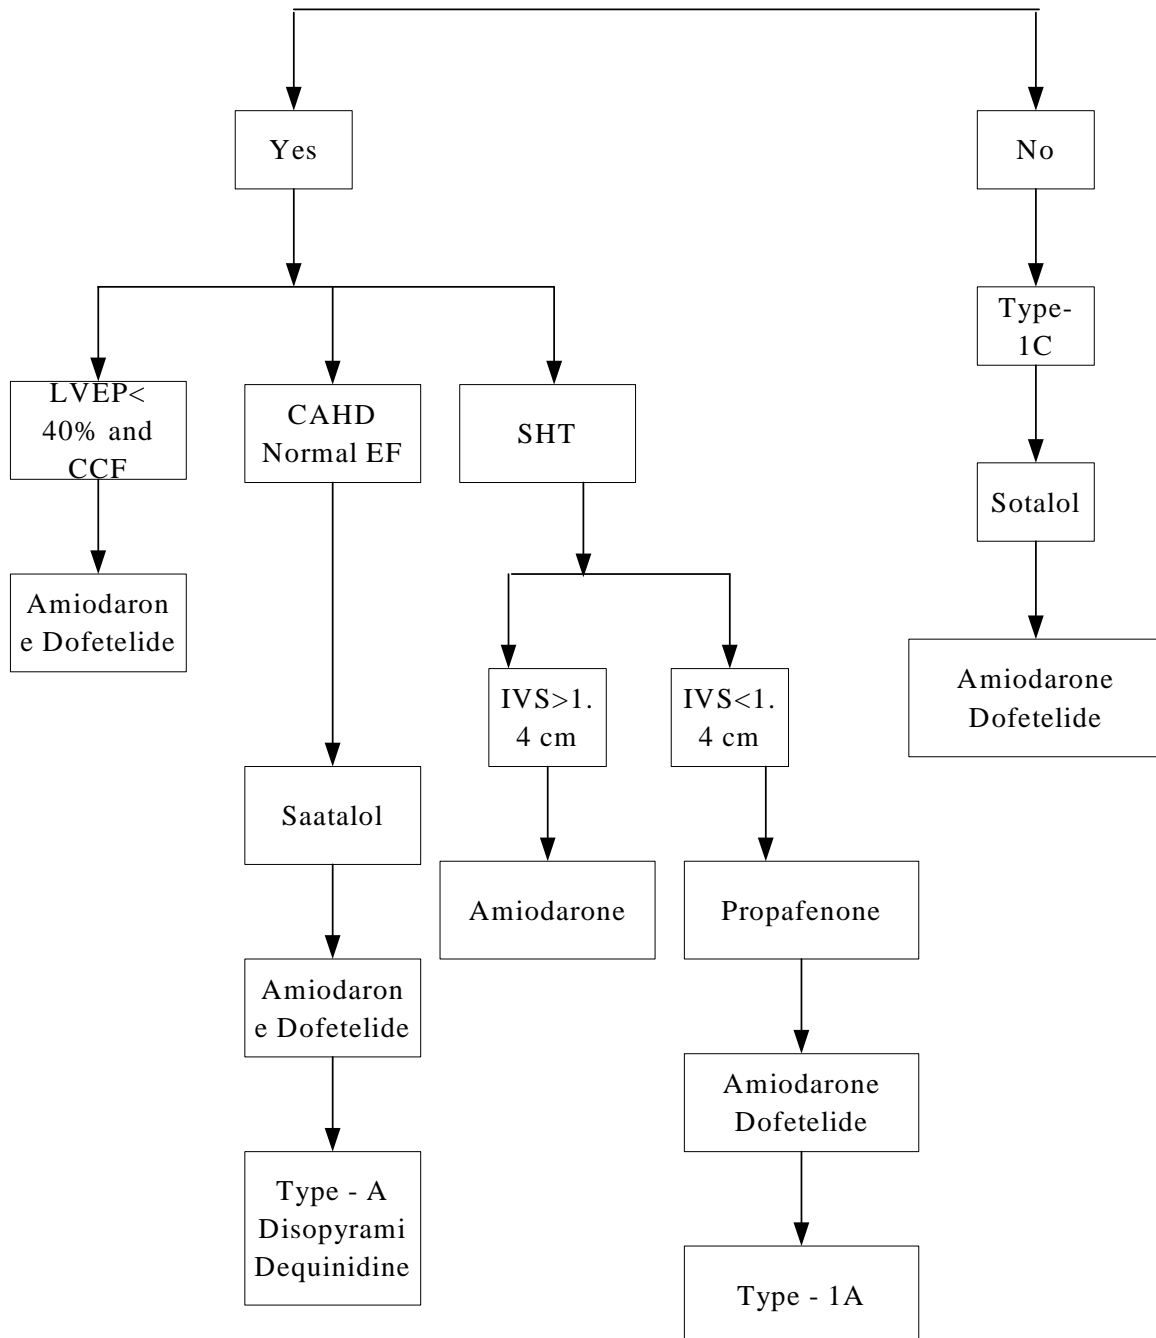 Yes
No
Type-
1C
LVEP<
40% and
CCF
CAHD
Normal EF
SHT
Sotalol
Amiodaron
e Dofetelide
IVS>1.
4 cm
IVS<1.
4 cm
Amiodarone
Dofetelide
Saatalol
Amiodarone
Propafenone
Amiodaron
e Dofetelide
Amiodarone
Dofetelide
Type - A
Disopyrami
Dequinidine
Type - 1A